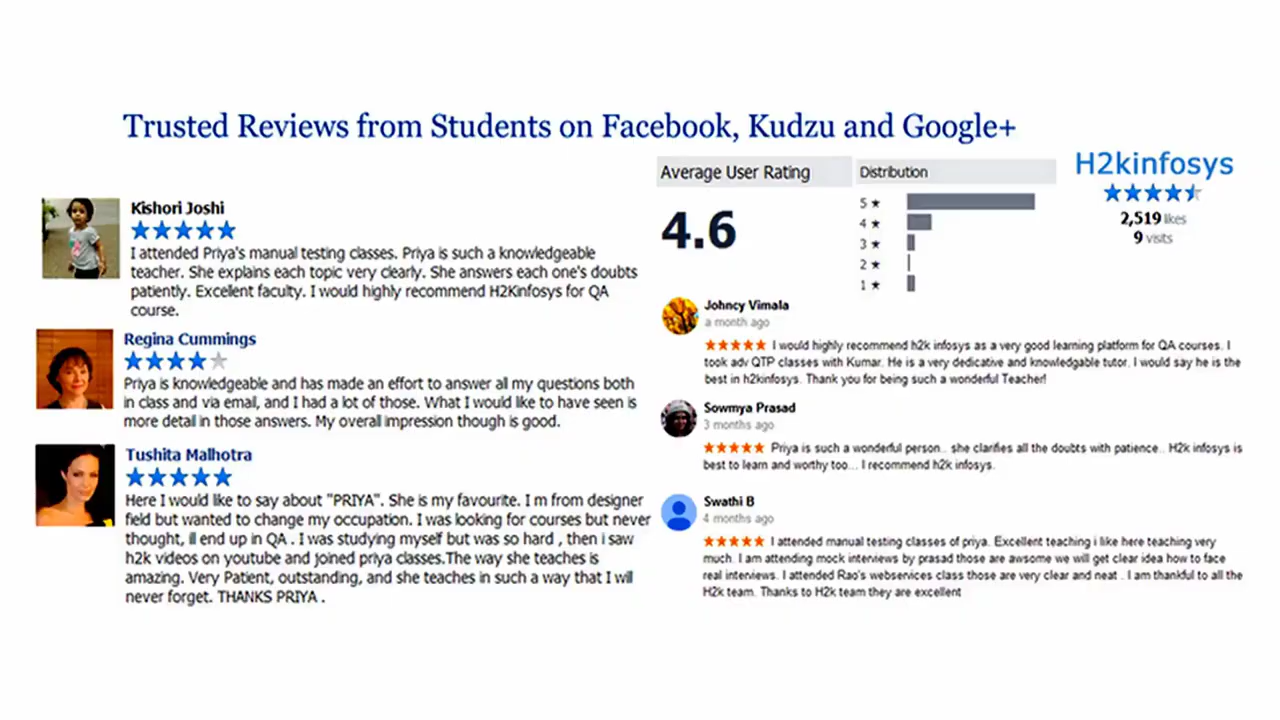 Trusted Reviews from Students on Facebook, Kudzu and Google+
Kishori Joshi
I attended Priya's manual testing classes. Priya is such a knowledgeable
teacher. She explains each topic very clearly. She answers each one's doubts
patiently. Excellent faculty. I would highly recommend H2Kinfosys for QA
course.
Regina Cummings
Priya is knowledgeable and has made an effort to answer all my questions both
in class and via email, and I had a lot of those. What I would like to have seen is
more detail in those answers. My overall impression though is good.
Tushita Malhotra
Here I would like to say about "PRIYA". She is my favourite. I m from designer
field but wanted to change my occupation. I was looking for courses but never
thought, ill end up in QA . I was studying myself but was so hard , then i saw
h2k videos on youtube and joined priya classes.The way she teaches is
amazing. Very Patient, outstanding, and she teaches in such a way that I will
never forget. THANKS PRIYA .
Average User Rating
4.6
Distribution
5 ★
4 ★
3 ★
2 ★
1 ★
H2kinfosys
2,519 likes
9 visits
Johncy Vimala
a month ago
I would highly recommend h2k infosys as a very good learning platform for QA courses. I
took adv QTP classes with Kumar. He is a very dedicative and knowledgable tutor. I would say he is the
best in h2kinfosys. Thank you for being such a wonderful Teacher!
Sowmya Prasad
3 months ago
Priya is such a wonderful person.. she clarifies all the doubts with patience.. H2k infosys is
best to learn and worthy too... I recommend h2k infosys.
Swathi B
4 months ago
I attended manual testing classes of priya. Excellent teaching i like here teaching very
much. I am attending mock interviews by prasad those are awsome we will get clear idea how to face
real interviews. I attended Rao's webservices class those are very clear and neat . I am thankful to all the
H2k team. Thanks to H2k team they are excellent